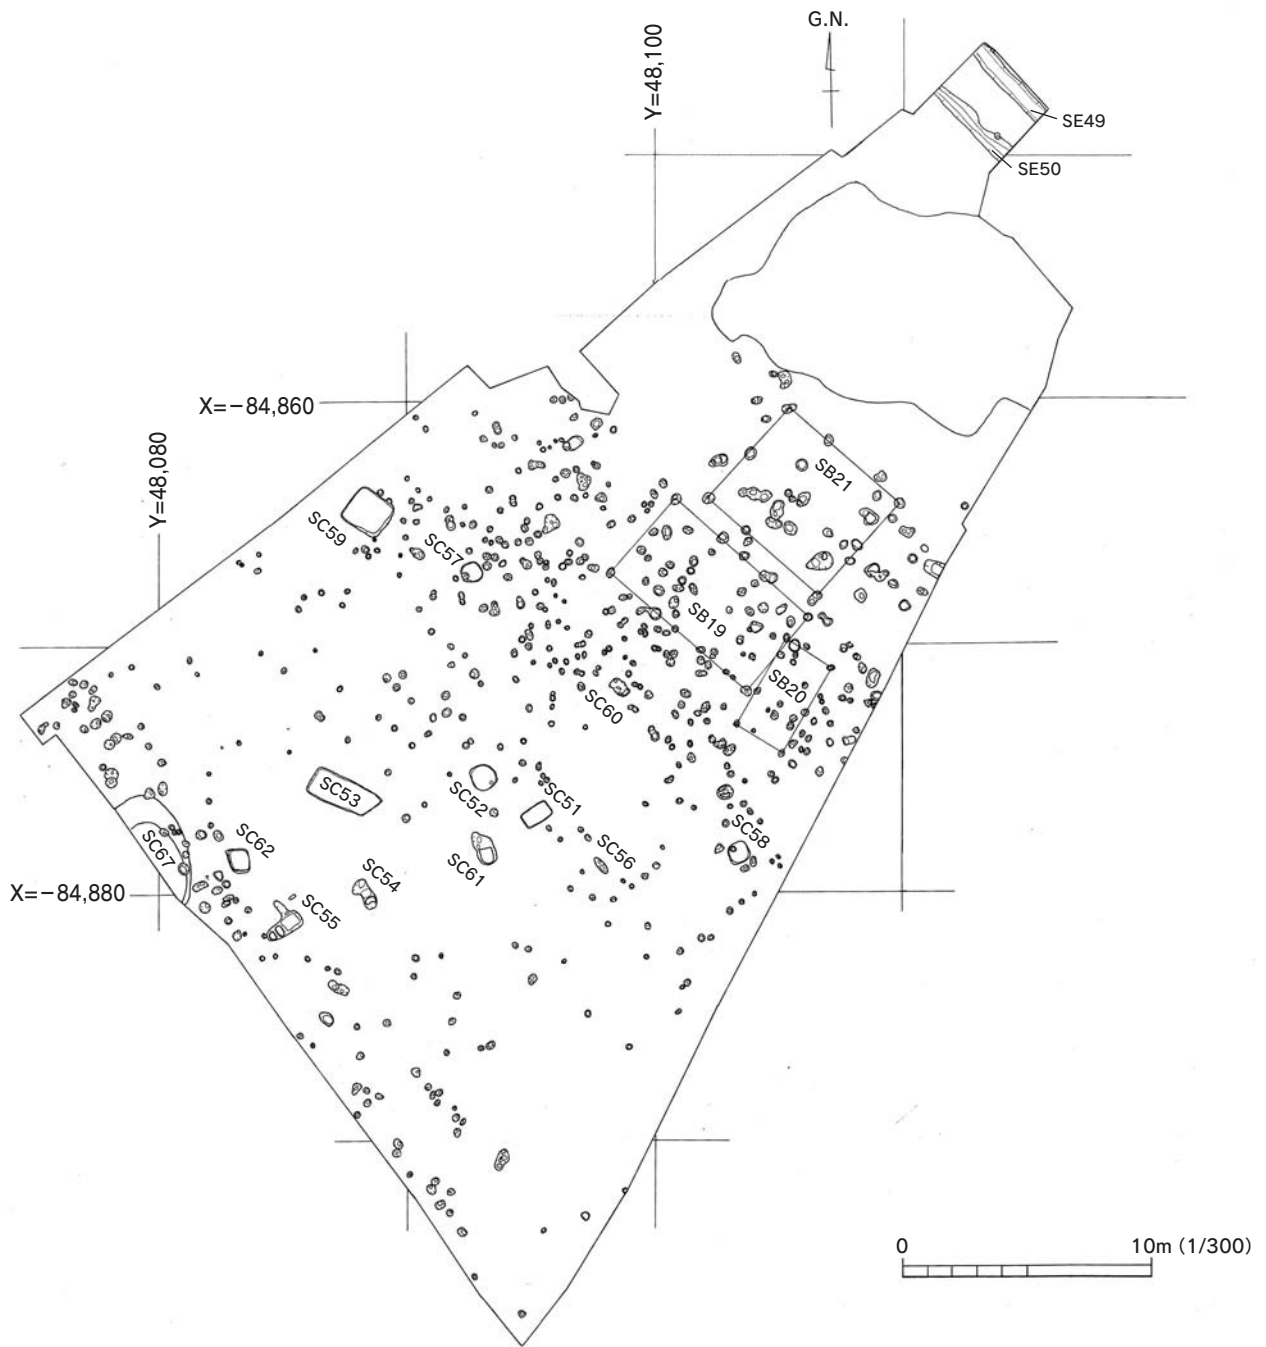 G.N.
Y=48,100
SE49
SE50
X=−84,860
Y=48,080
SB21
SC59
SC57
SB19
SB20
SC60
SC53
SC52
SC51
SC67
SC62
SC61
SC56
SC58
SC54
X=−84,880
SC55
0 10m (1/300)